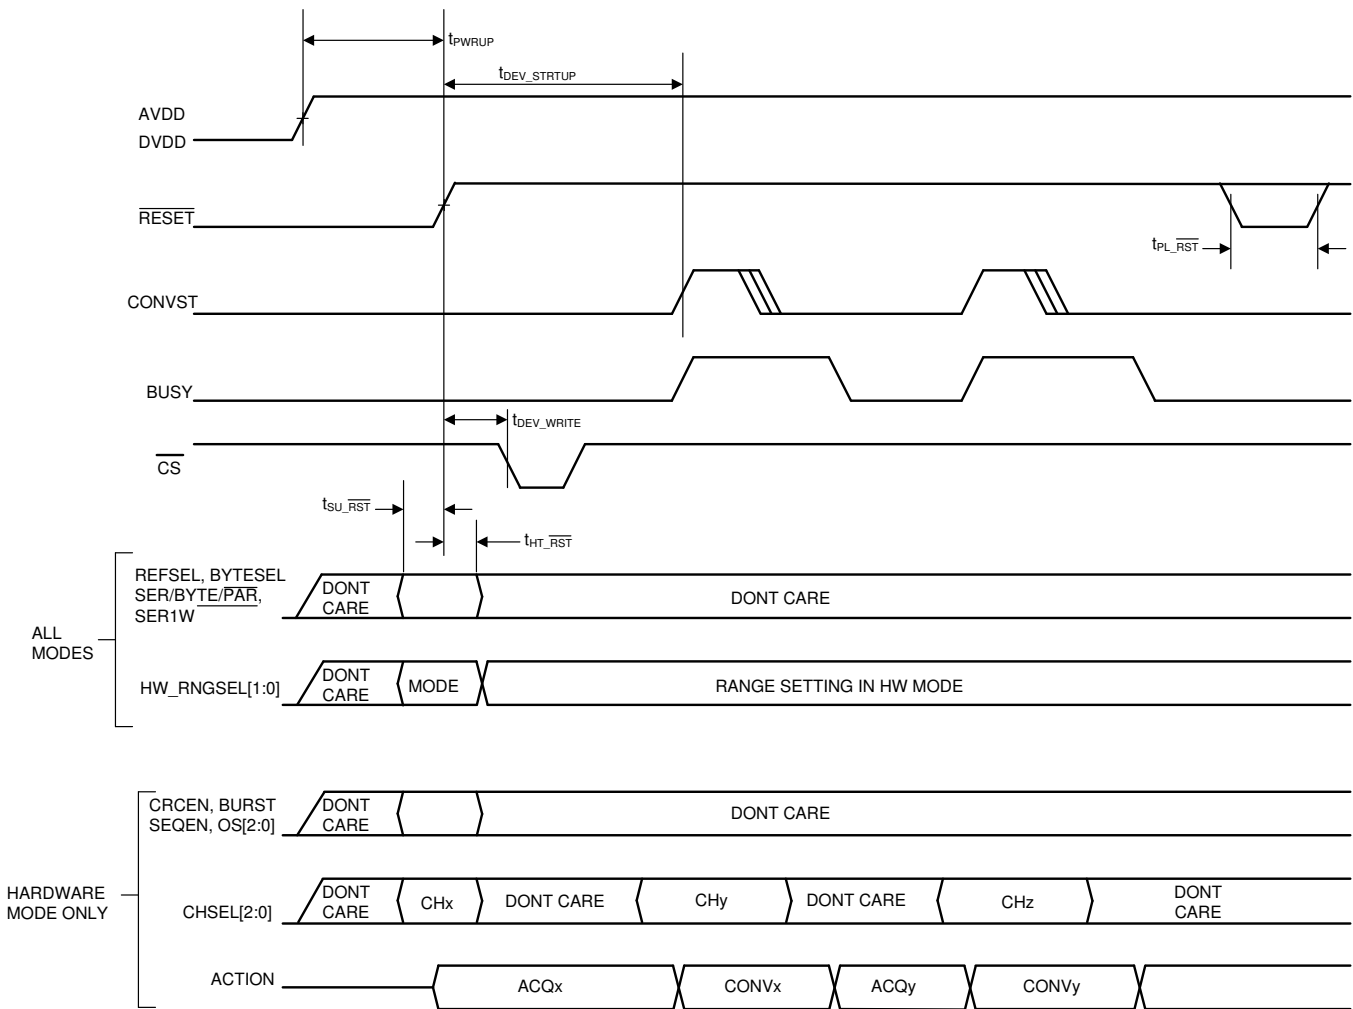 tPWRUP
tDEV_STRTUP
AVDD
DVDD
RESET
tPL_RST
CONVST
BUSY
tDEV_WRITE
CS
tSU_RST
tHT_RST
REFSEL, BYTESEL
SER/BYTE/PAR,
SER1W
DONT
CARE
DONT CARE
ALL
MODES
HW_RNGSEL[1:0]
DONT
CARE
MODE
RANGE SETTING IN HW MODE
CRCEN, BURST
SEQEN, OS[2:0]
DONT
CARE
DONT CARE
HARDWARE
MODE ONLY
CHSEL[2:0]
DONT
CARE
CHx
DONT CARE
CHy
DONT CARE
CHz
DONT
CARE
ACTION
ACQx
CONVx
ACQy
CONVy